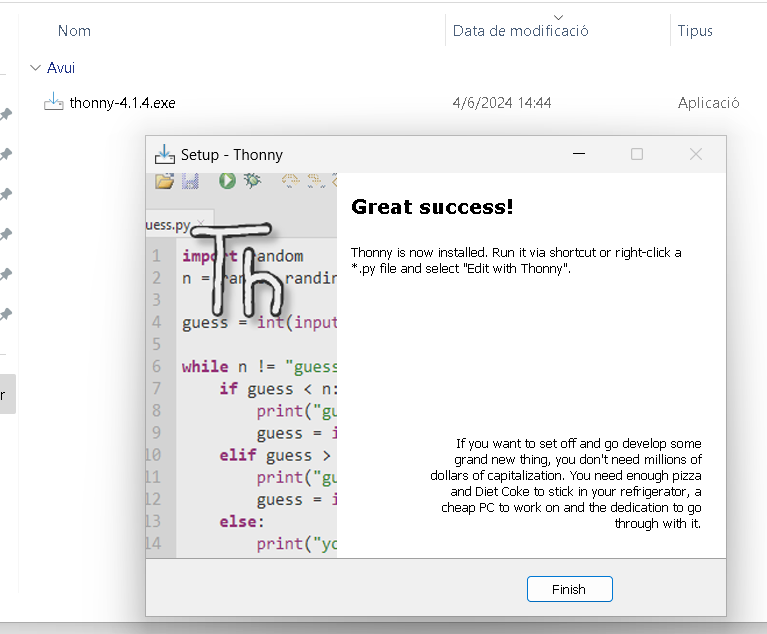 Nom Data de modificació Tipus
Avui
thonny-4.1.4.exe 4/6/2024 14:44 Aplicació
Setup - Thonny
uess.py
Th
Great success!
Thonny is now installed. Run it via shortcut or right-click a
*.py file and select "Edit with Thonny".
1 import random
2 n = randin
3
4 guess = int(input
5
6 while n != "guess
7 if guess < n:
8 print("gu
9 guess = i
10 elif guess >
11 print("gu
12 guess = i
13 else:
14 print("yo
If you want to set off and go develop some
grand new thing, you don't need millions of
dollars of capitalization. You need enough pizza
and Diet Coke to stick in your refrigerator, a
cheap PC to work on and the dedication to go
through with it.
r
Finish